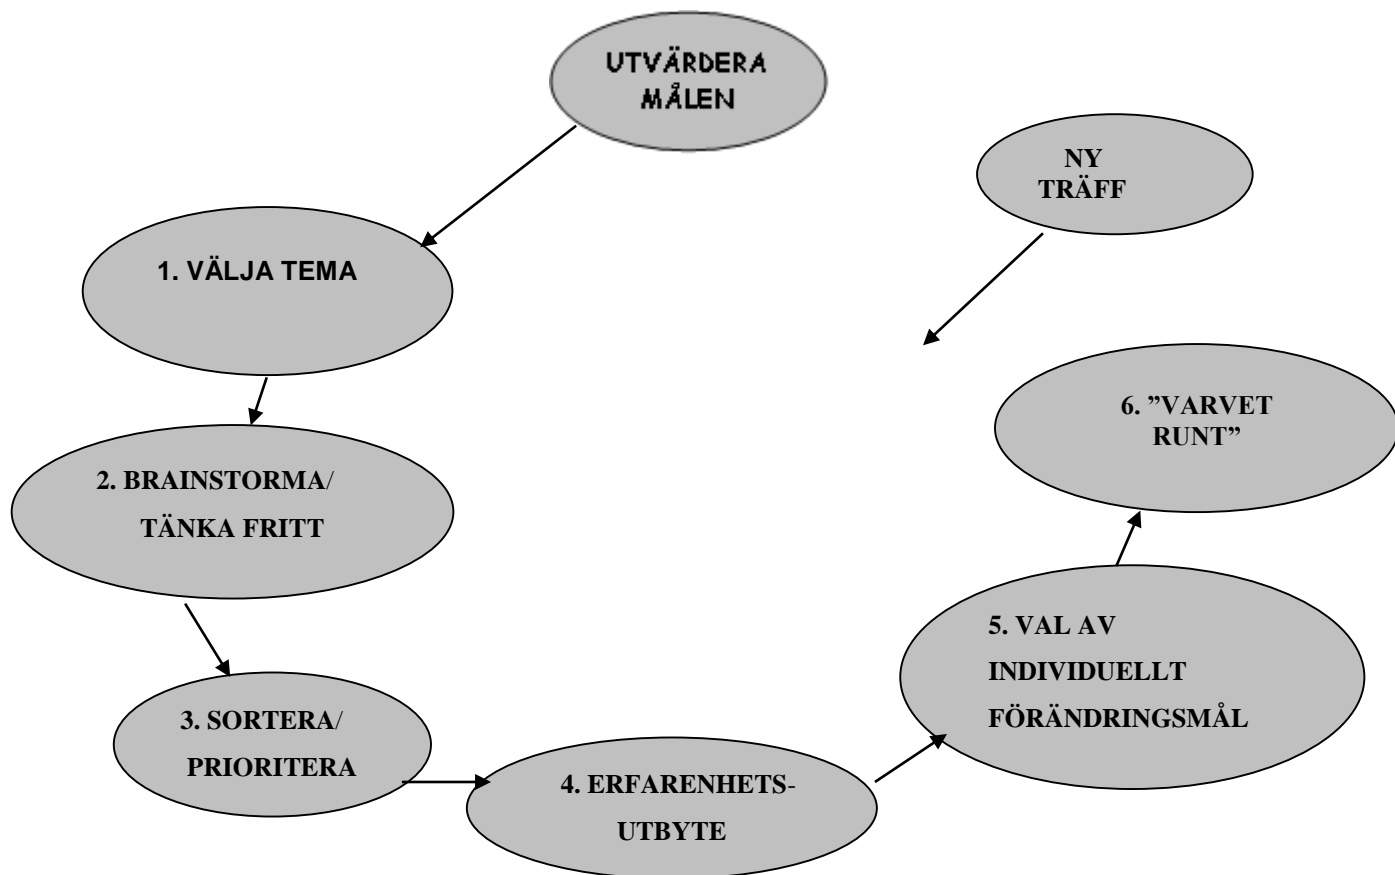 UTVÄRDERA
MÅLEN
NY
TRÄFF
1. VÄLJA TEMA
2. BRAINSTORMA/
TÄNKA FRITT
3. SORTERA/
PRIORITERA
4. ERFARENHETS-
UTBYTE
5. VAL AV
INDIVIDUELLT
FÖRÄNDRINGSMÅL
6. ”VARVET
RUNT”